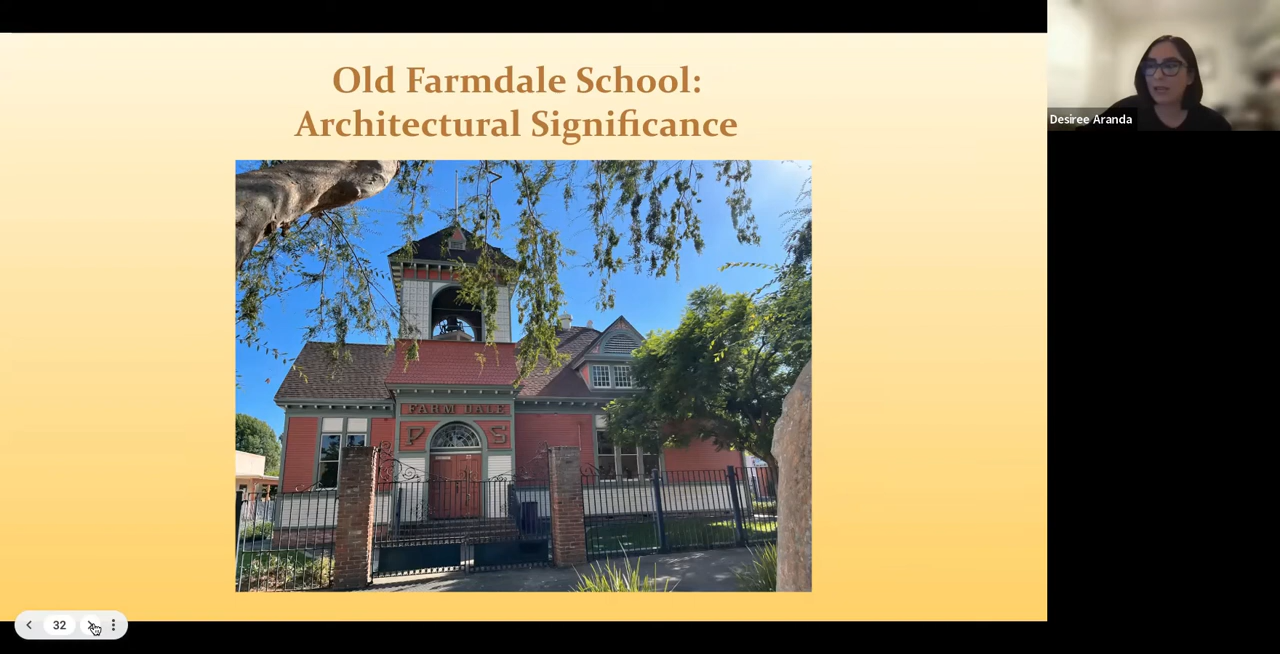 Old Farmdale School:
Architectural Significance
Desiree Aranda
FARM DALE
P S
32